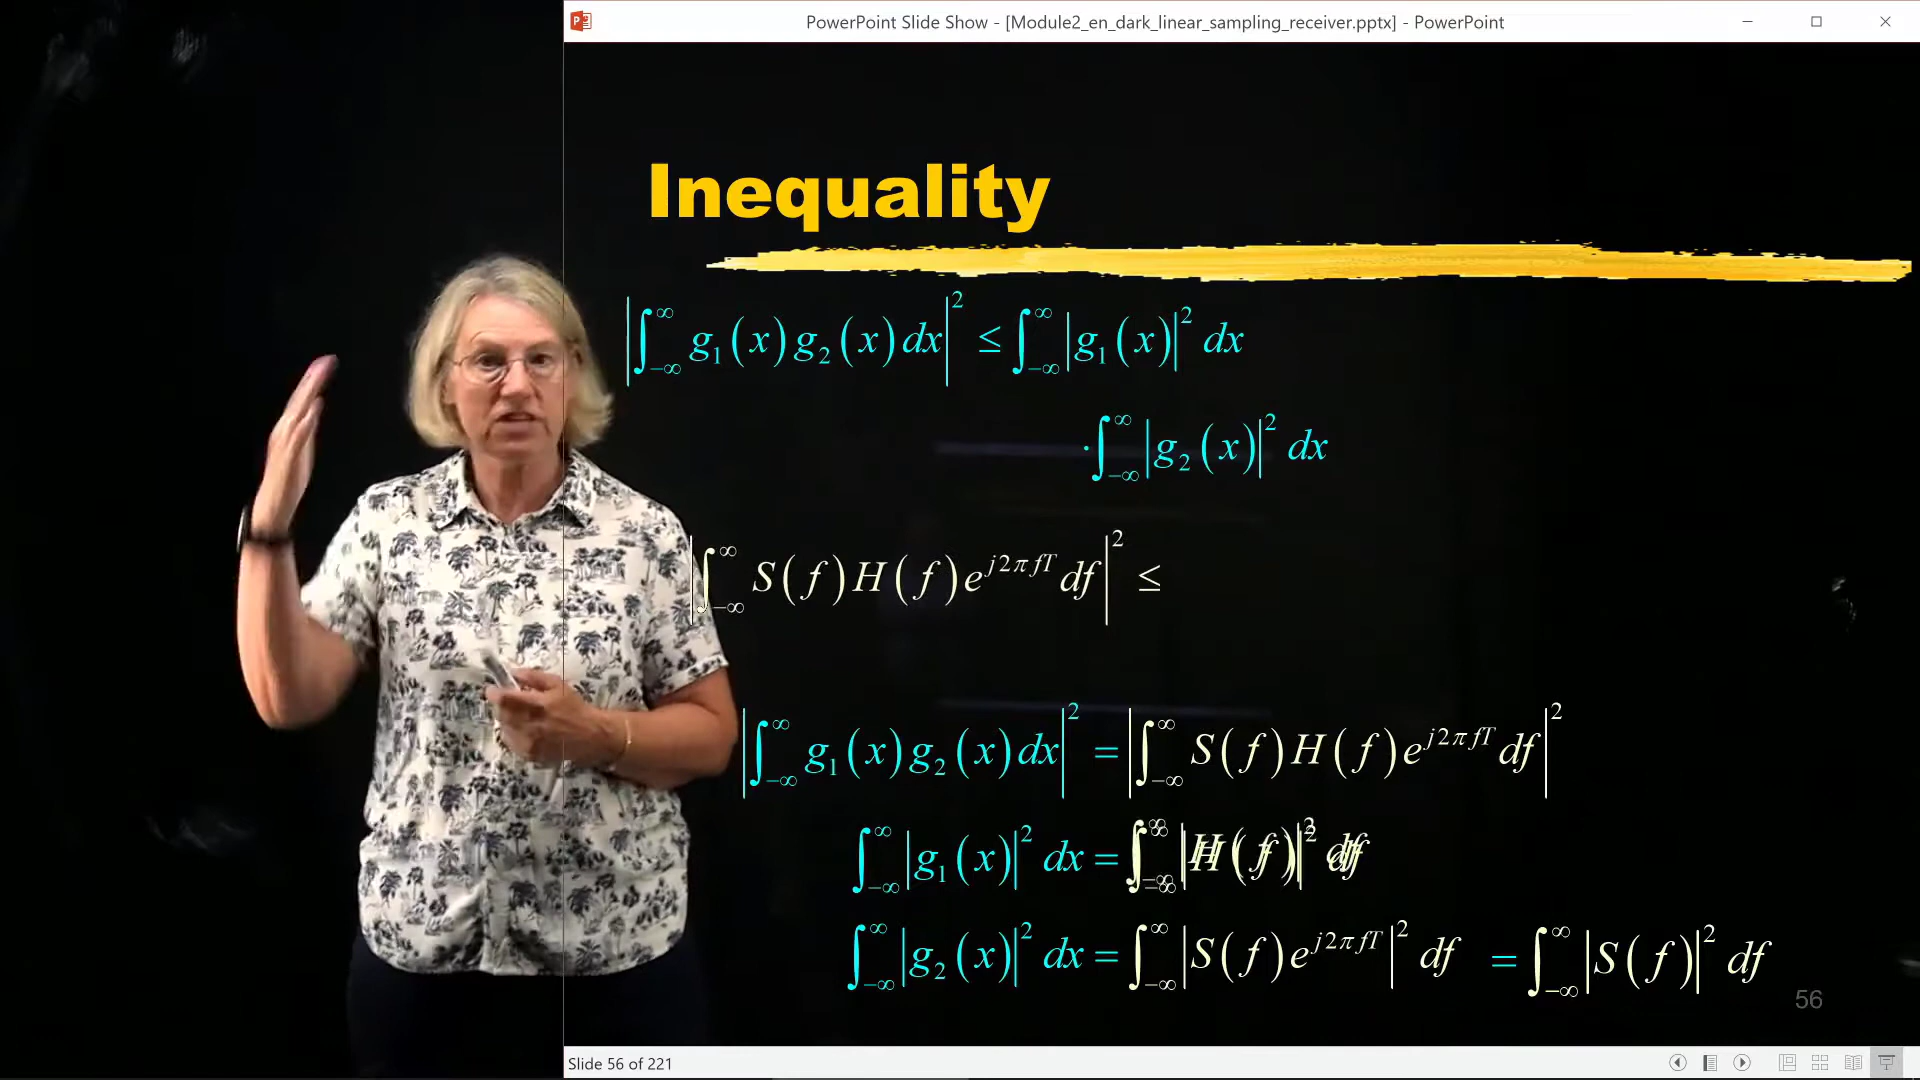 PowerPoint Slide Show - [Module2_en_dark_linear_sampling_receiver.pptx] - PowerPoint
Inequality
|∫_{-∞}^{∞} g₁(x) g₂(x) dx|² ≤ ∫_{-∞}^{∞} |g₁(x)|² dx
· ∫_{-∞}^{∞} |g₂(x)|² dx
|∫_{-∞}^{∞} S(f) H(f) e^{j2πfT} df|² ≤
|∫_{-∞}^{∞} g₁(x) g₂(x) dx|² = |∫_{-∞}^{∞} S(f) H(f) e^{j2πfT} df|²
∫_{-∞}^{∞} |g₁(x)|² dx = ∫_{-∞}^{∞} |H(f)|² df
∫_{-∞}^{∞} |g₂(x)|² dx = ∫_{-∞}^{∞} |S(f) e^{j2πfT}|² df = ∫_{-∞}^{∞} |S(f)|² df
56
Slide 56 of 221